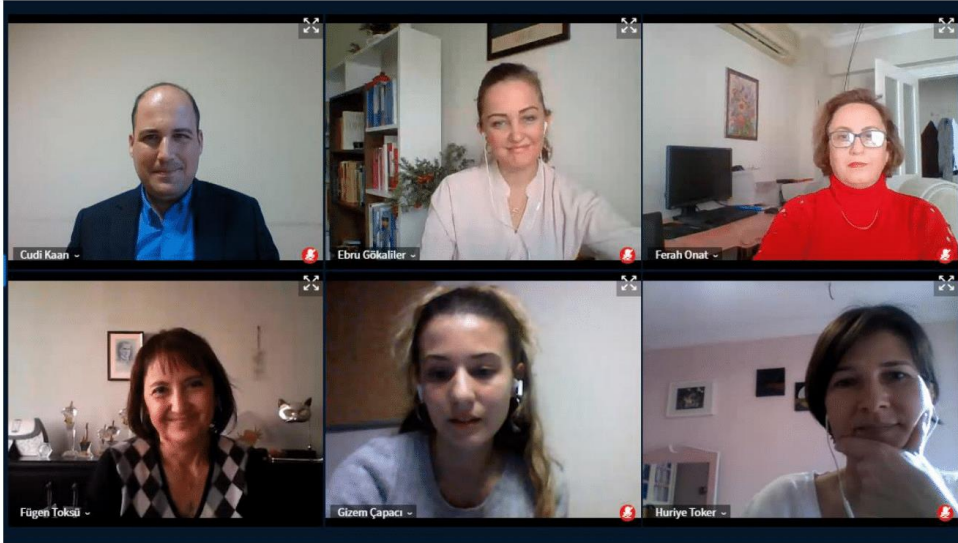 Cudi Kaan
Ebru Gökaliler
Ferah Onat
Fügen Toksü
Gizem Çapacı
Huriye Toker